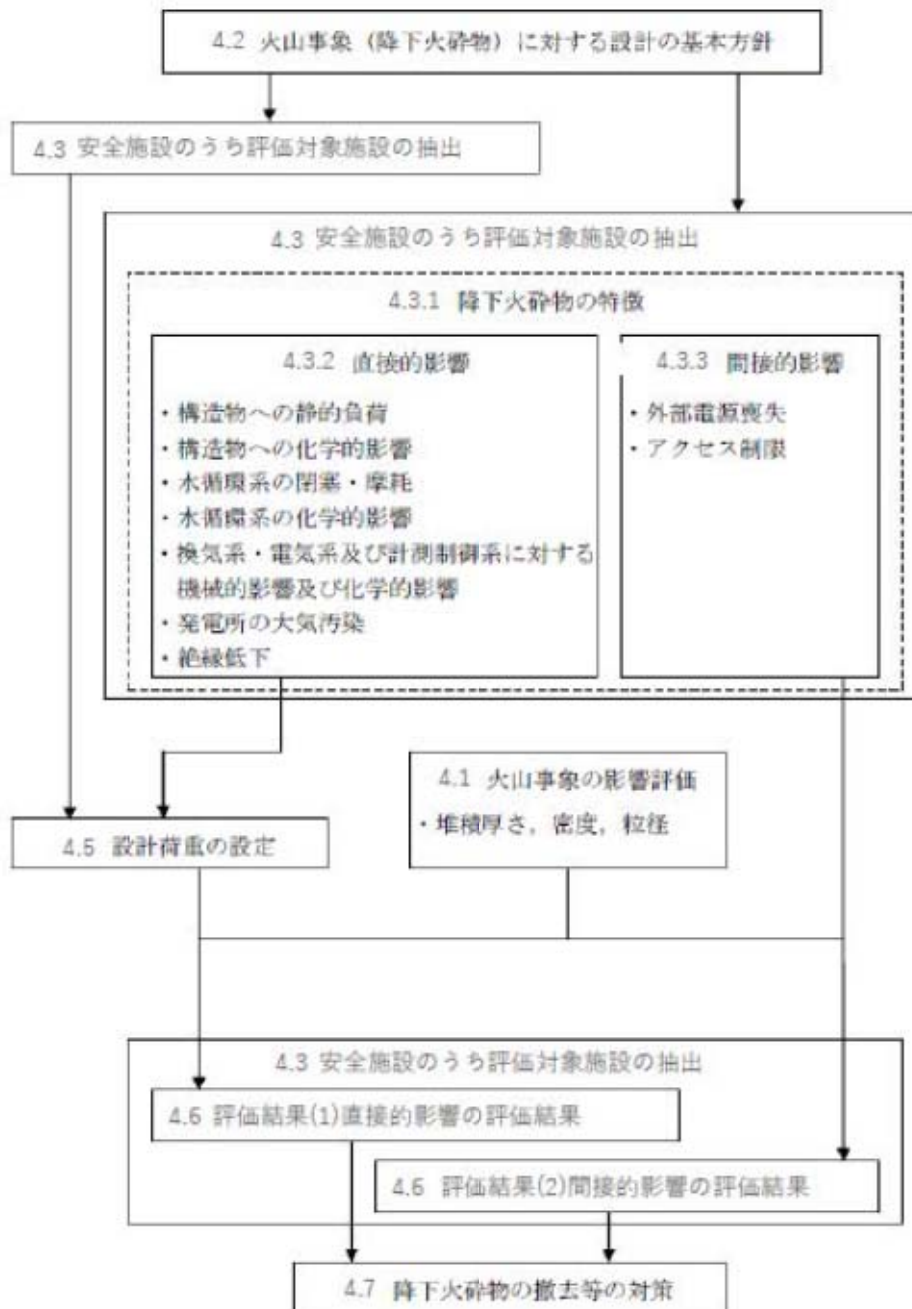 4.2 火山事象（降下火砕物）に対する設計の基本方針
4.3 安全施設のうち評価対象施設の抽出
4.3 安全施設のうち評価対象施設の抽出
4.3.1 降下火砕物の特徴
4.3.2 直接的影響
・構造物への静的負荷
・構造物への化学的影響
・水循環系の閉塞・摩耗
・水循環系の化学的影響
・換気系・電気系及び計測制御系に対する
機械的影響及び化学的影響
・発電所の大気汚染
・絶縁低下
4.3.3 間接的影響
・外部電源喪失
・アクセス制限
4.1 火山事象の影響評価
・堆積厚さ，密度，粒径
4.5 設計荷重の設定
4.3 安全施設のうち評価対象施設の抽出
4.6 評価結果(1)直接的影響の評価結果
4.6 評価結果(2)間接的影響の評価結果
4.7 降下火砕物の撤去等の対策